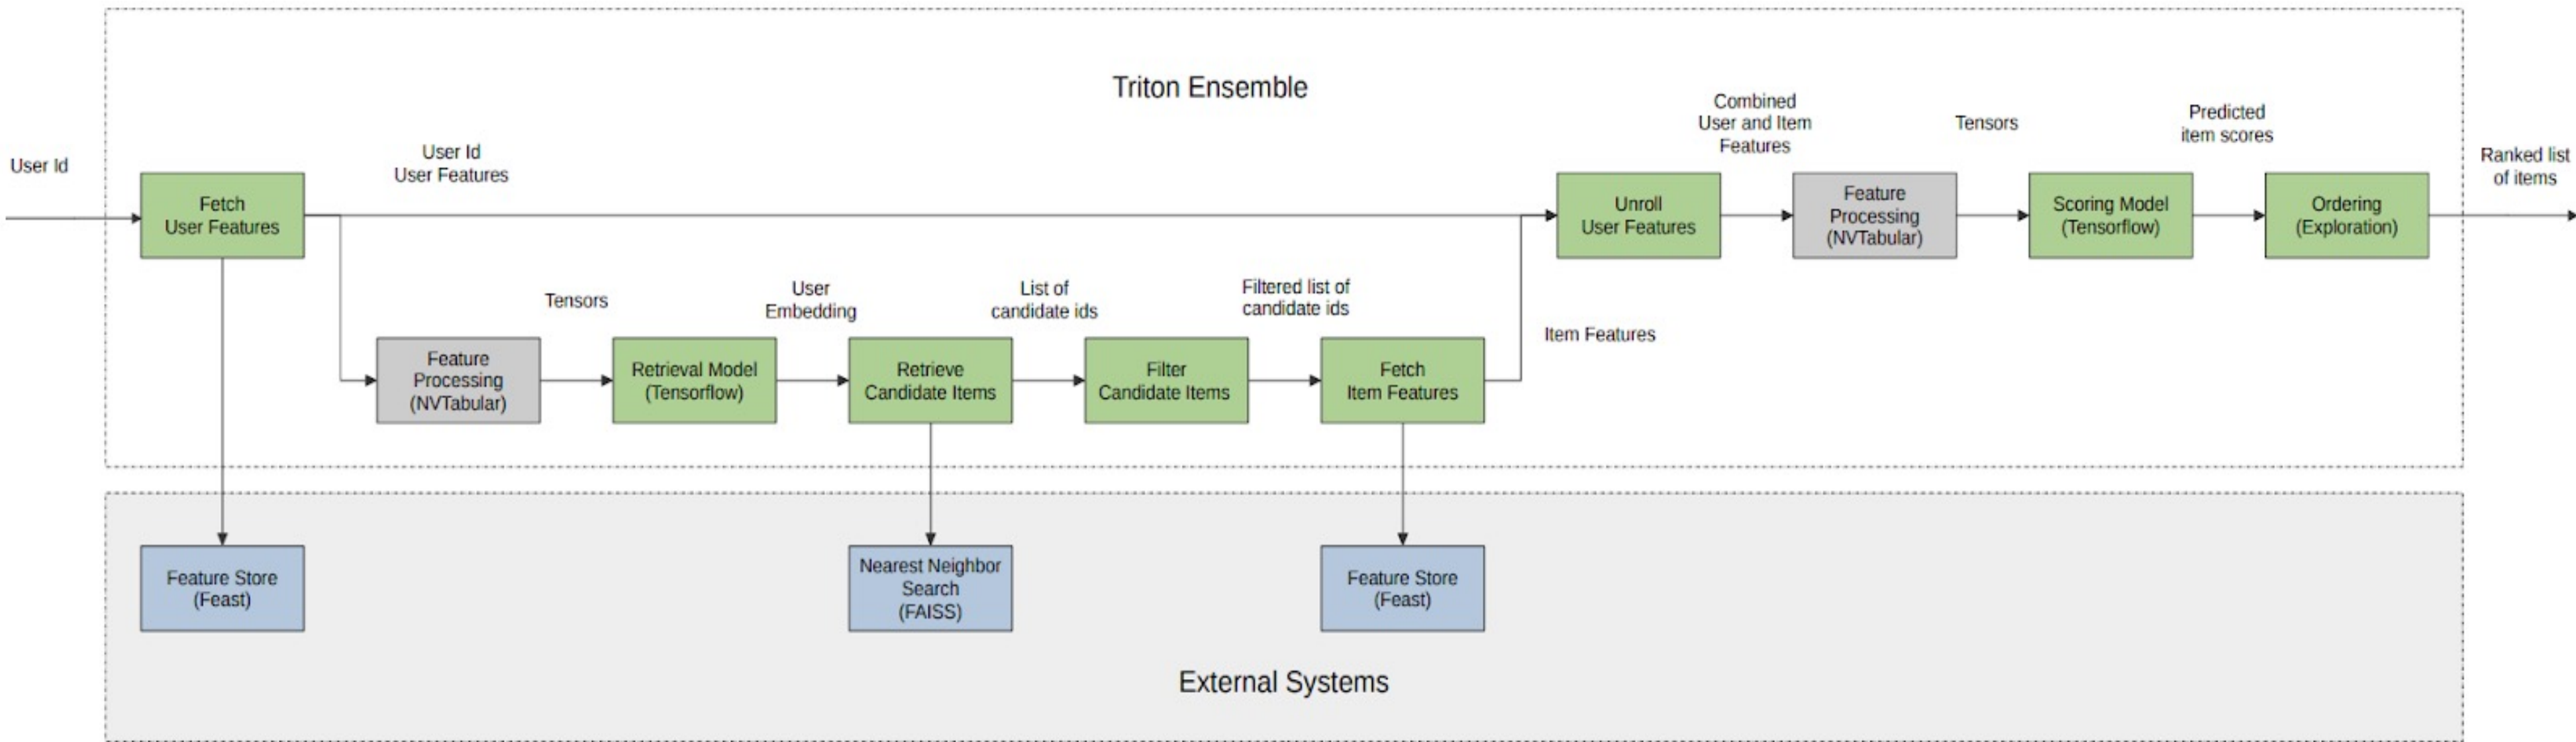 Triton Ensemble
User Id
Fetch
User Features
User Id
User Features
Unroll
User Features
Combined
User and Item
Features
Feature
Processing
(NVTabular)
Tensors
Scoring Model
(Tensorflow)
Predicted
item scores
Ordering
(Exploration)
Ranked list
of items
Feature
Processing
(NVTabular)
Tensors
Retrieval Model
(Tensorflow)
User
Embedding
Retrieve
Candidate Items
List of
candidate ids
Filter
Candidate Items
Filtered list of
candidate ids
Fetch
Item Features
Item Features
Feature Store
(Feast)
Nearest Neighbor
Search
(FAISS)
Feature Store
(Feast)
External Systems